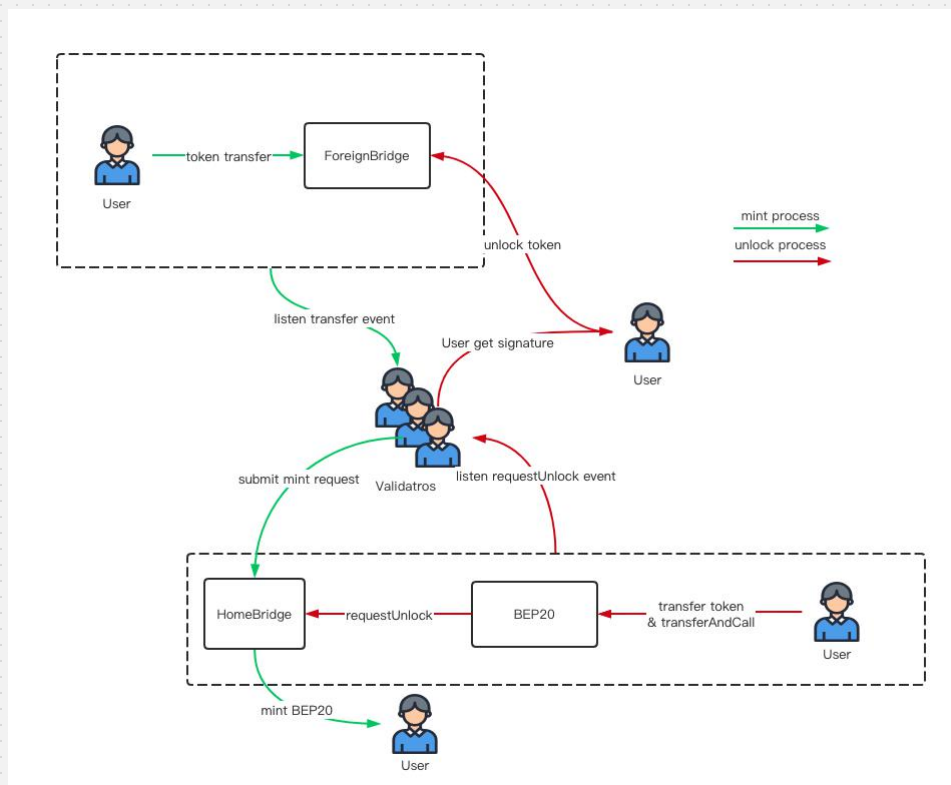 token transfer
ForeignBridge
User
mint process
unlock token
unlock process
listen transfer event
User get signature
User
submit mint request
Validatros
listen requestUnlock event
HomeBridge
requestUnlock
BEP20
transfer token
& transferAndCall
User
mint BEP20
User